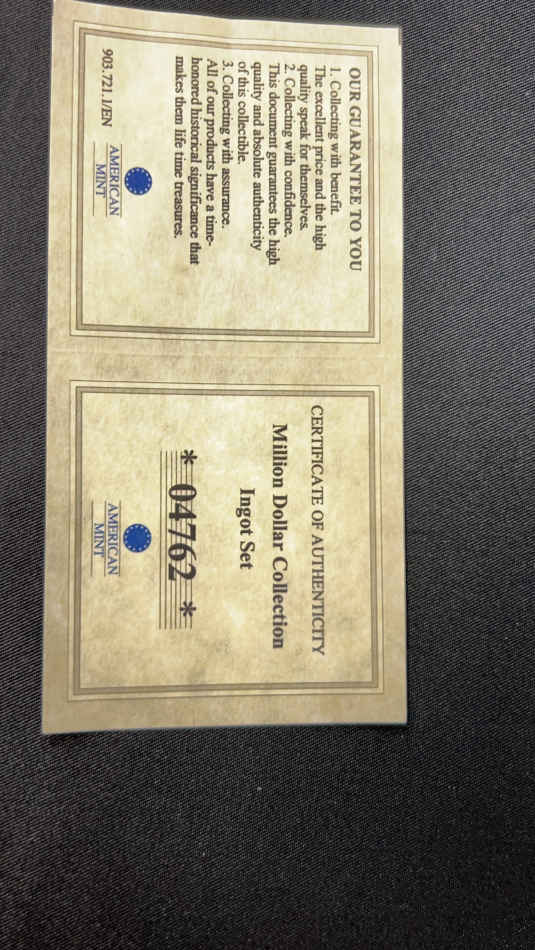 OUR GUARANTEE TO YOU
1. Collecting with benefit.
The excellent price and the high
quality speak for themselves.
2. Collecting with confidence.
This document guarantees the high
quality and absolute authenticity
of this collectible.
3. Collecting with assurance.
All of our products have a time-
honored historical significance that
makes them life time treasures.
903.721.1/EN
AMERICAN
MINT
CERTIFICATE OF AUTHENTICITY
Million Dollar Collection
Ingot Set
* 04762 *
AMERICAN
MINT